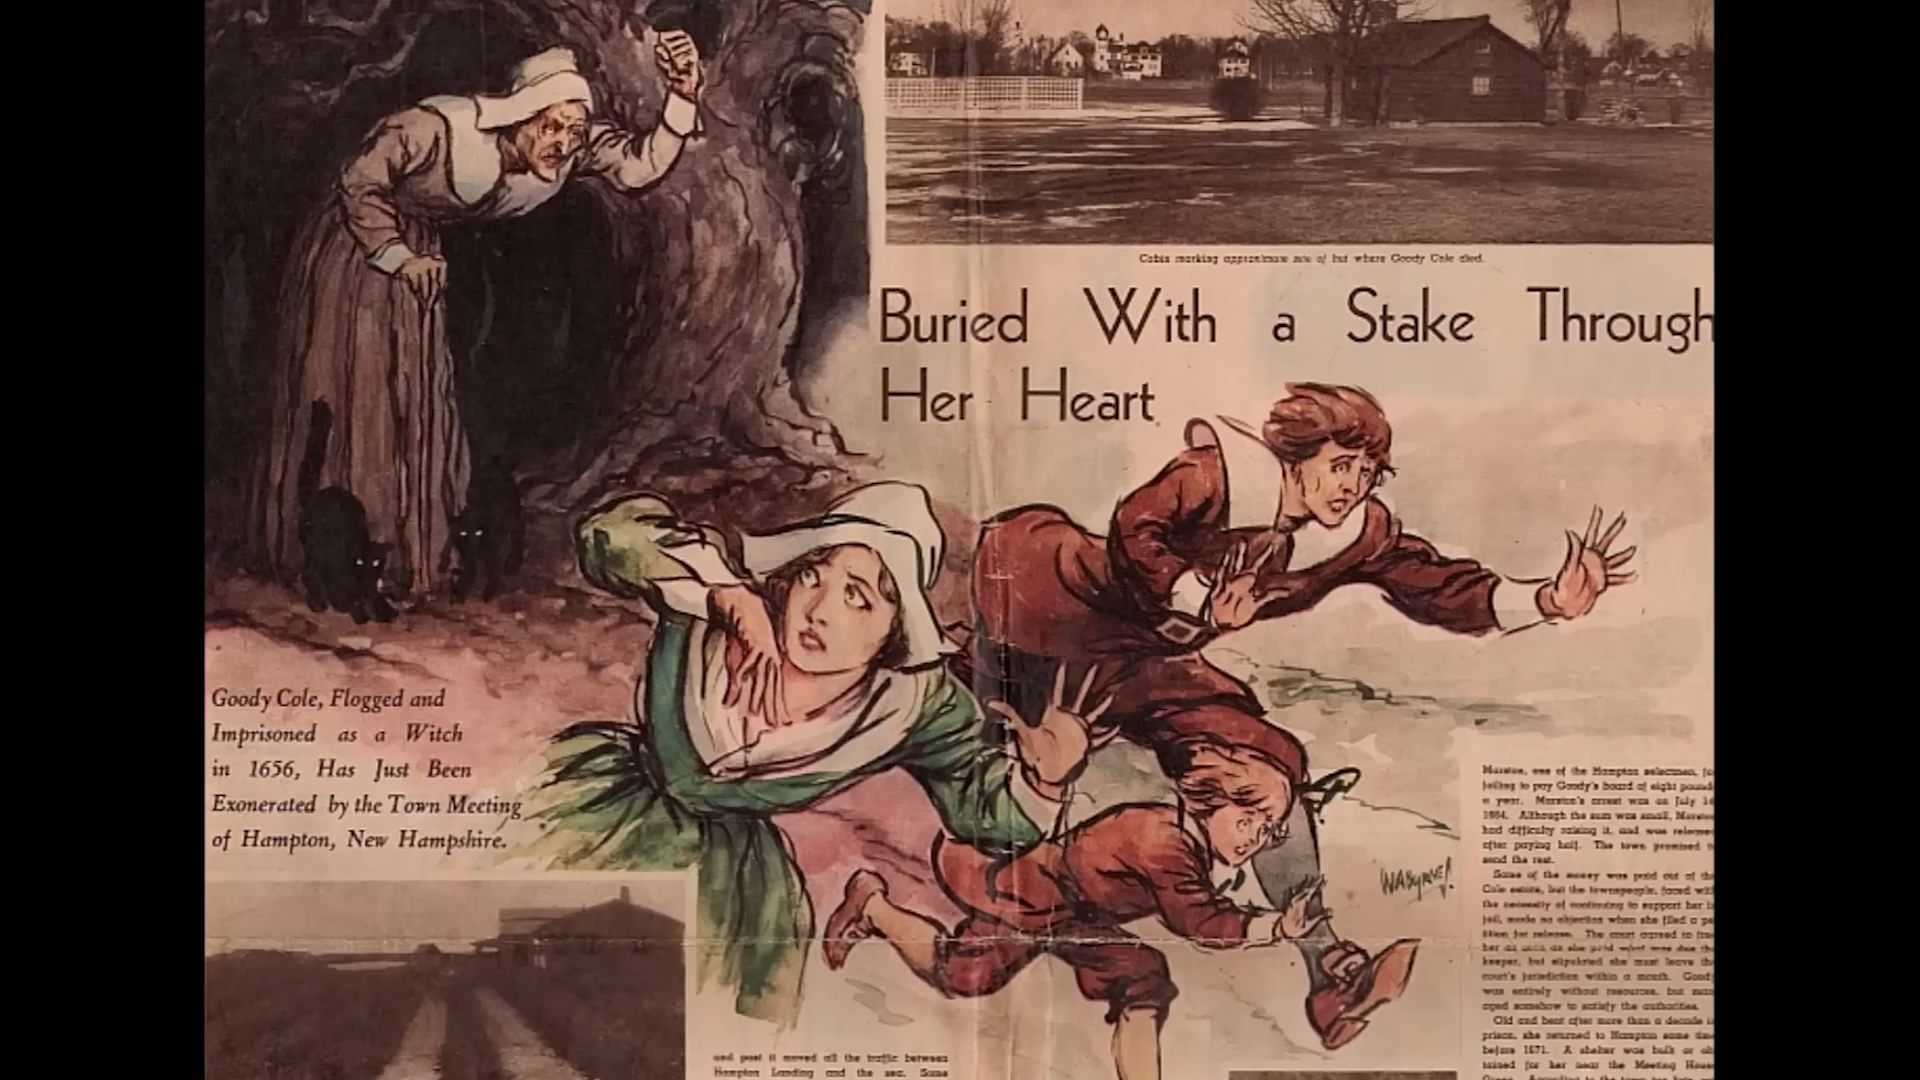 Cabin marking approximate site of hut where Goody Cole died.
Buried With a Stake Through
Her Heart
Goody Cole, Flogged and
Imprisoned as a Witch
in 1656, Has Just Been
Exonerated by the Town Meeting
of Hampton, New Hampshire.
WABYRNE
Marston, one of the Hampton selectmen, for
failing to pay Goody's board of eight pounds
a year. Marston's arrest was on July 14
1664. Although the sum was small, Marston
had difficulty raising it, and was released
after paying half. The town promised to
send the rest.
Some of the money was paid out of the
Cole estate, but the townspeople, faced with
the necessity of continuing to support her in
jail, made no objection when she filed a pe-
tition for release. The court agreed to free
her as soon as she paid what was due the
keeper, but stipulated she must leave the
court's jurisdiction within a month. Goody
was entirely without resources, but man-
aged somehow to satisfy the authorities.
Old and bent after more than a decade in
prison, she returned to Hampton some time
before 1671. A shelter was built or ob-
tained for her near the Meeting House
and post it moved all the traffic between
Hampton Landing and the sea. Some